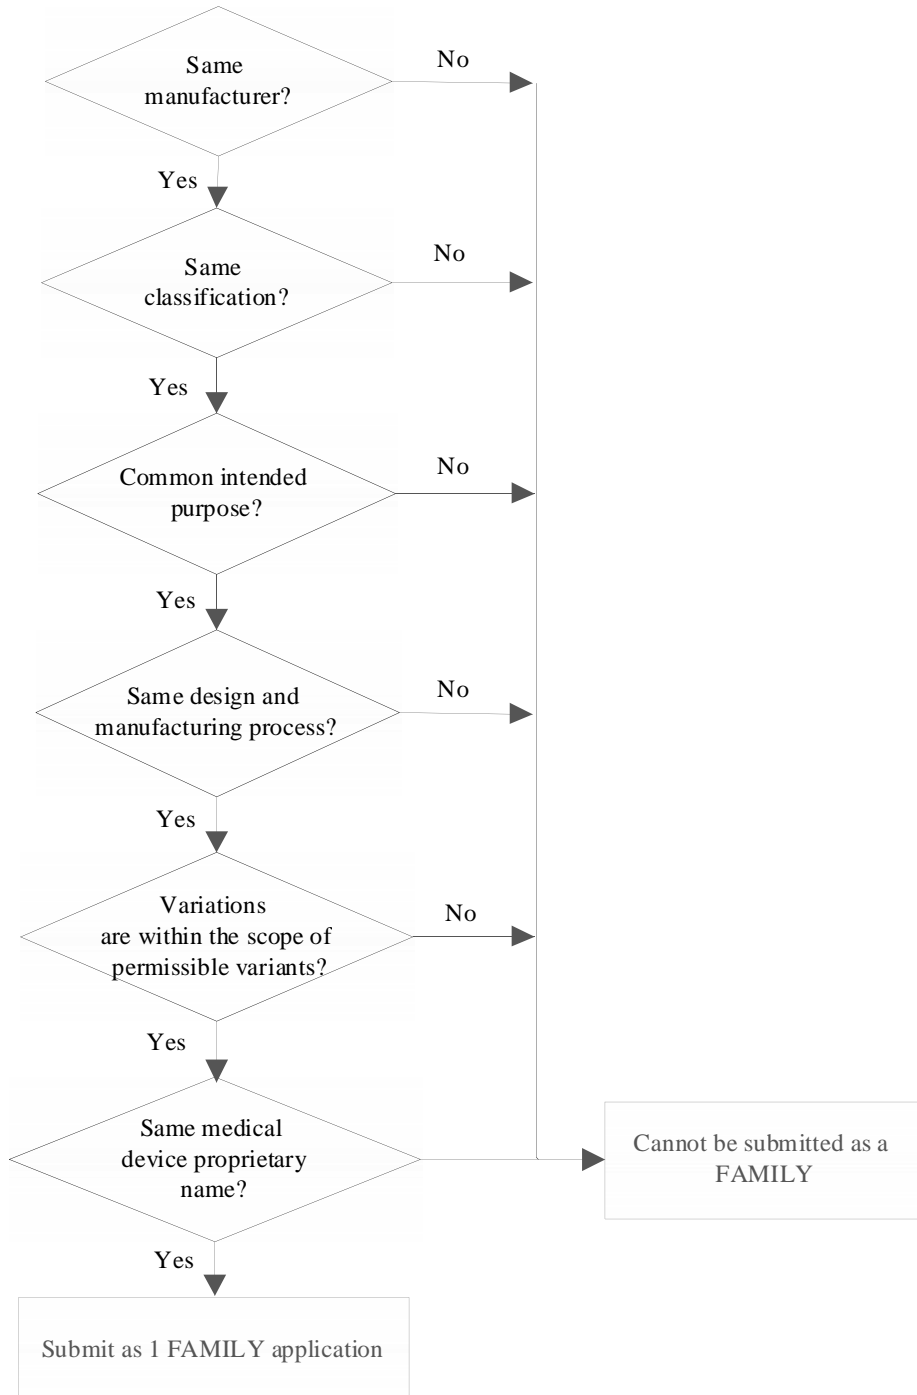 Same
manufacturer?
No
Yes
Same
classification?
No
Yes
Common intended
purpose?
No
Yes
Same design and
manufacturing process?
No
Yes
Variations
are within the scope of
permissible variants?
No
Yes
Same medical
device proprietary
name?
Cannot be submitted as a
FAMILY
Yes
Submit as 1 FAMILY application